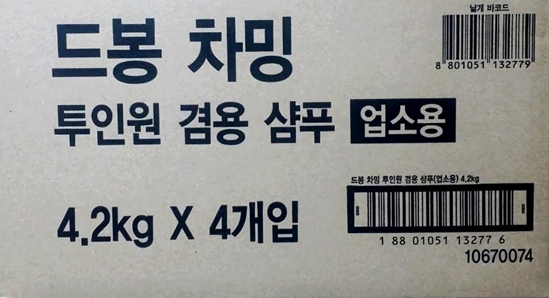 낱개 바코드
8 801051 132779
드봉 차밍
투인원 겸용 샴푸 업소용
드봉 차밍 투인원 겸용 샴푸(업소용) 4.2kg
4.2kg X 4개입
1 88 01051 13277 6
10670074